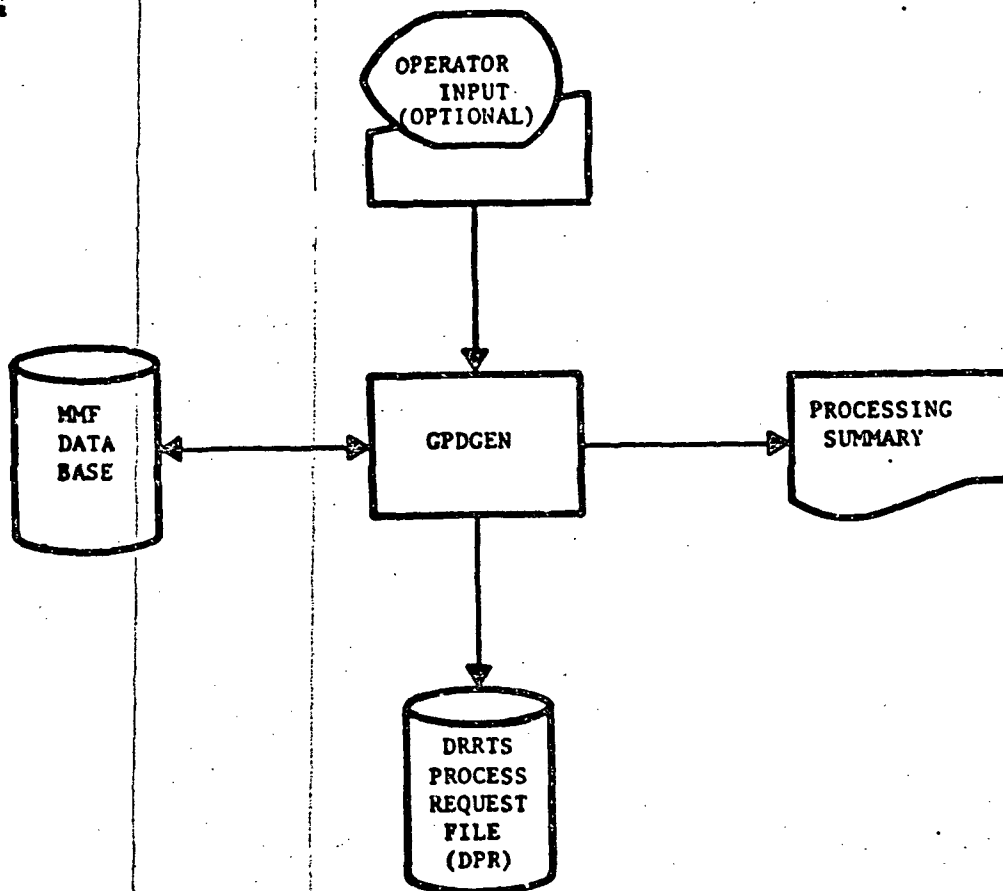 OPERATOR
INPUT
(OPTIONAL)
MMF
DATA
BASE
GPDGEN
PROCESSING
SUMMARY
DRRTS
PROCESS
REQUEST
FILE
(DPR)